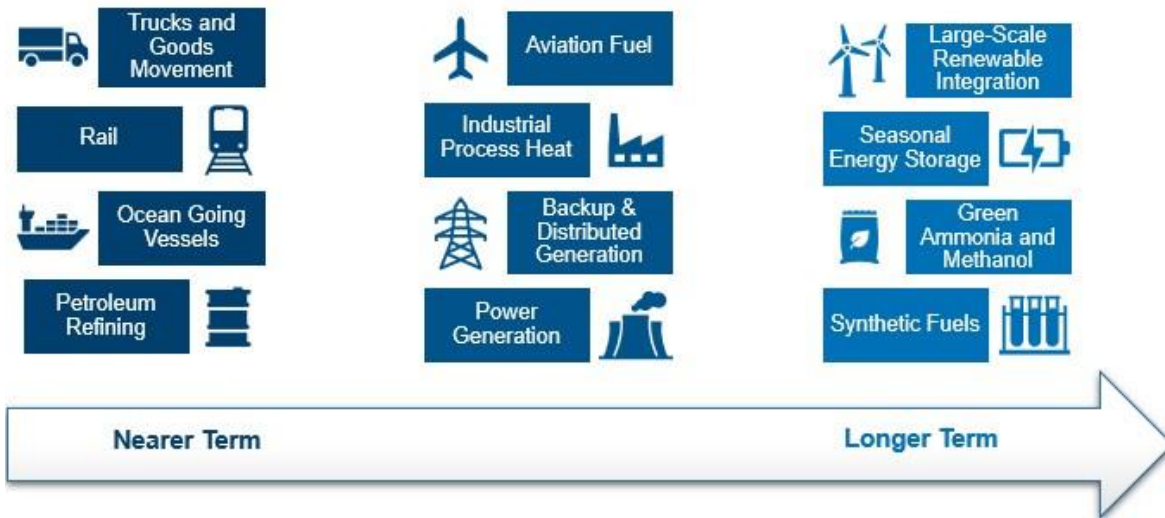 Trucks and
Goods
Movement
Rail
Ocean Going
Vessels
Petroleum
Refining
Aviation Fuel
Industrial
Process Heat
Backup &
Distributed
Generation
Power
Generation
Large-Scale
Renewable
Integration
Seasonal
Energy Storage
Green
Ammonia and
Methanol
Synthetic Fuels
Nearer Term
Longer Term